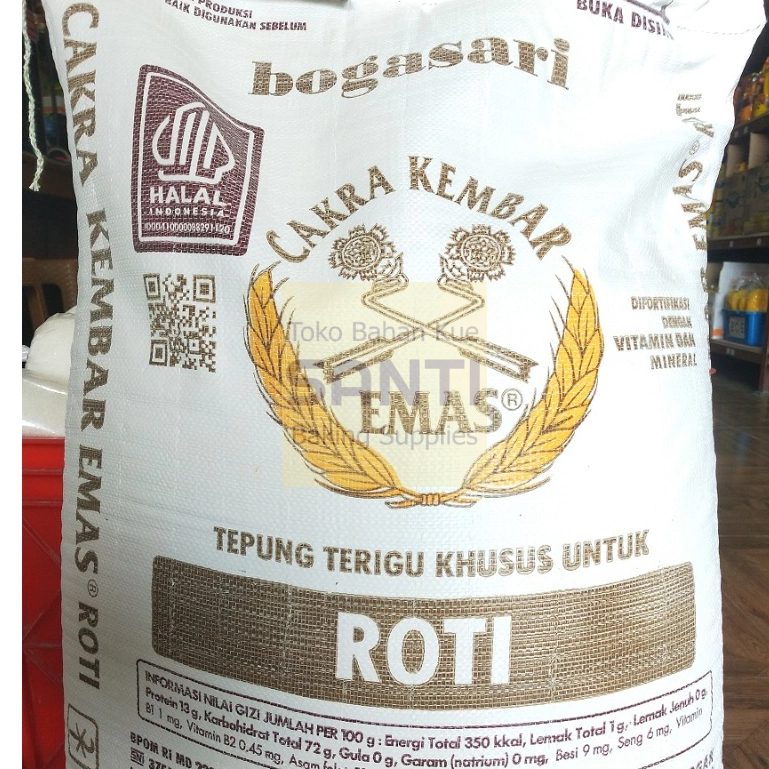 PRODUKSI
BAIK DIGUNAKAN SEBELUM
BUKA DISINI
bogasari
HALAL
INDONESIA
CAKRA KEMBAR
EMAS®
Toko Bahan Kue
SANTI
Baking Supplies
DIFORTIFIKASI
DENGAN
VITAMIN DAN
MINERAL
CAKRA KEMBAR EMAS® ROTI
EMAS® ROTI
TEPUNG TERIGU KHUSUS UNTUK
ROTI
INFORMASI NILAI GIZI JUMLAH PER 100 g : Energi Total 350 kkal, Lemak Total 1 g, Lemak Jenuh 0 g,
Protein 13 g, Karbohidrat Total 72 g, Gula 0 g, Garam (natrium) 0 mg, Besi 9 mg, Seng 6 mg, Vitamin
B1 1 mg, Vitamin B2 0,45 mg, Asam
BPOM RI MD